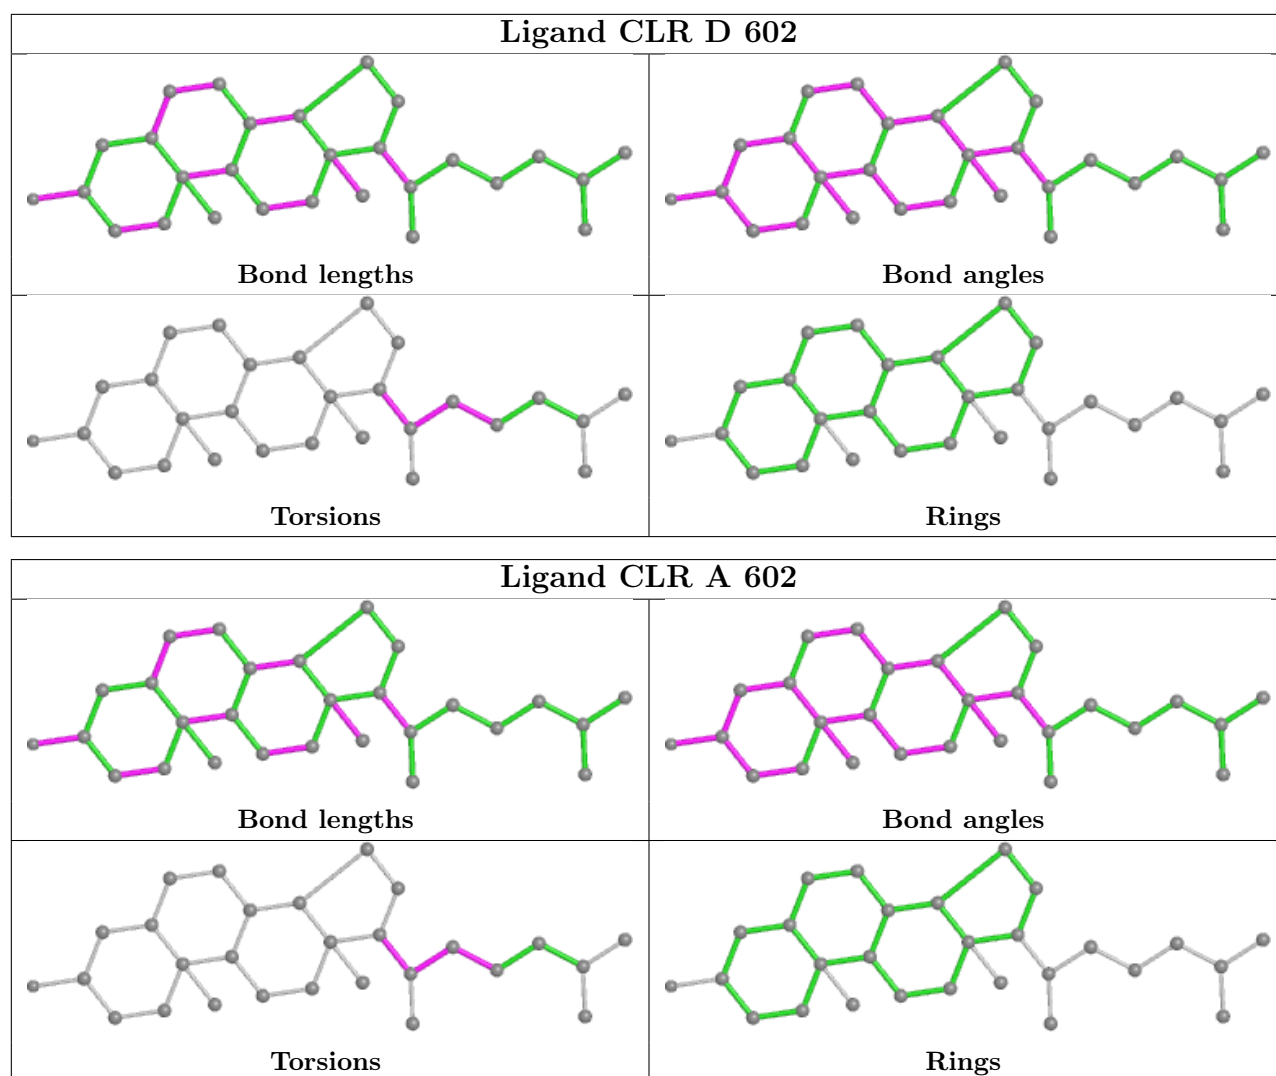 Ligand CLR D 602
Bond lengths
Bond angles
Torsions
Rings
Ligand CLR A 602
Bond lengths
Bond angles
Torsions
Rings